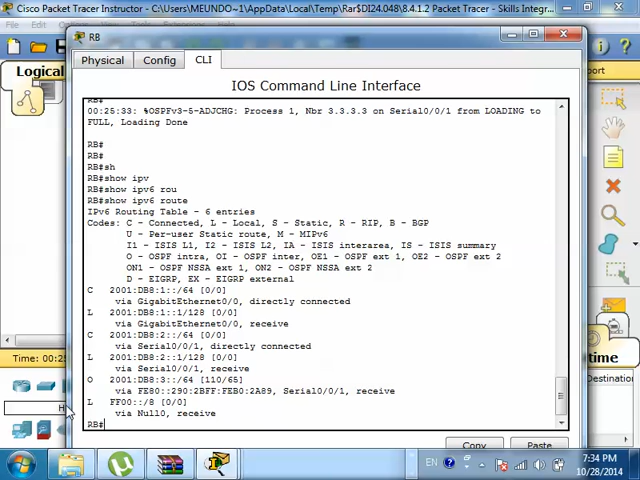 Cisco Packet Tracer Instructor - C:\Users\MEUNDO~1\AppData\Local\Temp\Rar$DI24.048\8.4.1.2 Packet Tracer - Skills Integr
File Edit
Logical
RB
Physical Config CLI
IOS Command Line Interface
RB#
00:25:33: %OSPFv3-5-ADJCHG: Process 1, Nbr 3.3.3.3 on Serial0/0/1 from LOADING to
FULL, Loading Done
RB#
RB#
RB#sh
RB#show ipv
RB#show ipv6 rou
RB#show ipv6 route
IPv6 Routing Table - 6 entries
Codes: C - Connected, L - Local, S - Static, R - RIP, B - BGP
U - Per-user Static route, M - MIPv6
I1 - ISIS L1, I2 - ISIS L2, IA - ISIS interarea, IS - ISIS summary
O - OSPF intra, OI - OSPF inter, OE1 - OSPF ext 1, OE2 - OSPF ext 2
ON1 - OSPF NSSA ext 1, ON2 - OSPF NSSA ext 2
D - EIGRP, EX - EIGRP external
C 2001:DB8:1::/64 [0/0]
via GigabitEthernet0/0, directly connected
L 2001:DB8:1::1/128 [0/0]
via GigabitEthernet0/0, receive
C 2001:DB8:2::/64 [0/0]
via Serial0/0/1, directly connected
L 2001:DB8:2::1/128 [0/0]
via Serial0/0/1, receive
O 2001:DB8:3::/64 [110/65]
via FE80::290:2BFF:FEB0:2A89, Serial0/0/1, receive
L FF00::/8 [0/0]
via Null0, receive
RB#
Copy Paste
port
Time: 00:25
time
Destination
EN
7:34 PM
10/28/2014